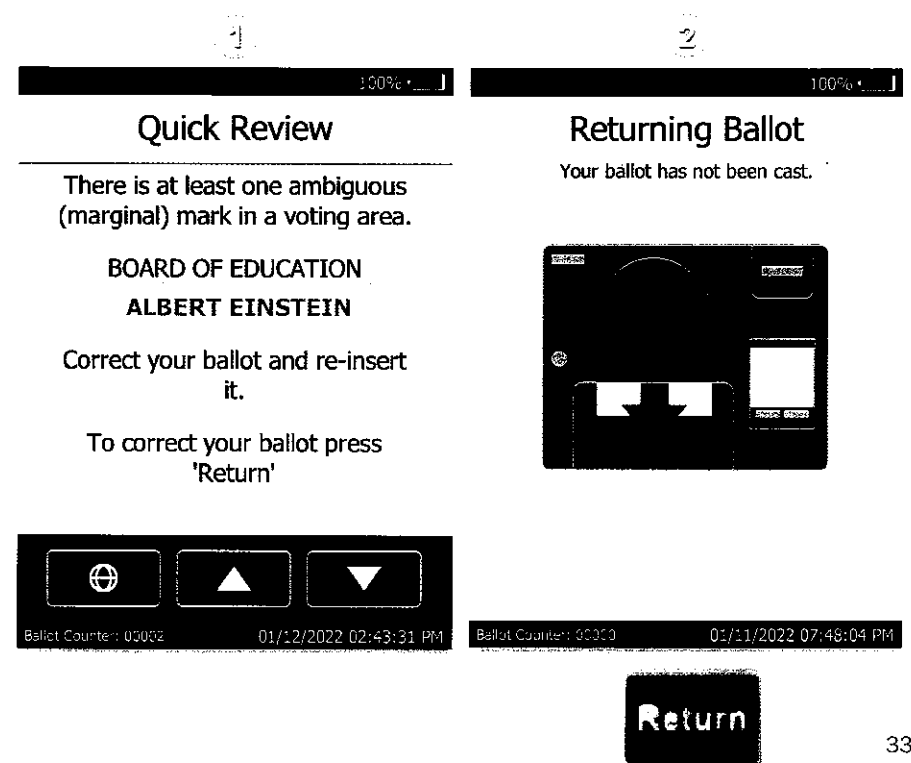 1
100%
Quick Review
There is at least one ambiguous
(marginal) mark in a voting area.
BOARD OF EDUCATION
ALBERT EINSTEIN
Correct your ballot and re-insert
it.
To correct your ballot press
'Return'
Ballot Counter: 00002 01/12/2022 02:43:31 PM
2
100%
Returning Ballot
Your ballot has not been cast.
Ballot Counter: 00000 01/11/2022 07:48:04 PM
Return
33